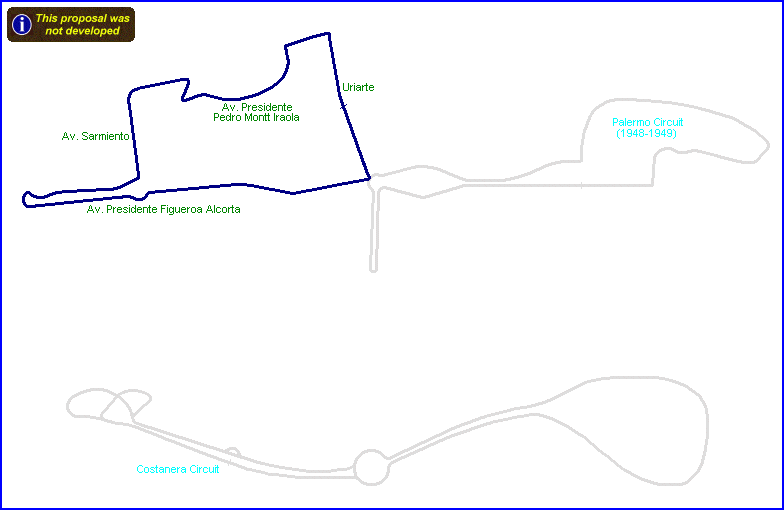 This proposal was
not developed
Uriarte
Av. Presidente
Pedro Montt Iraola
Av. Sarmiento
Palermo Circuit
(1948-1949)
Av. Presidente Figueroa Alcorta
Costanera Circuit